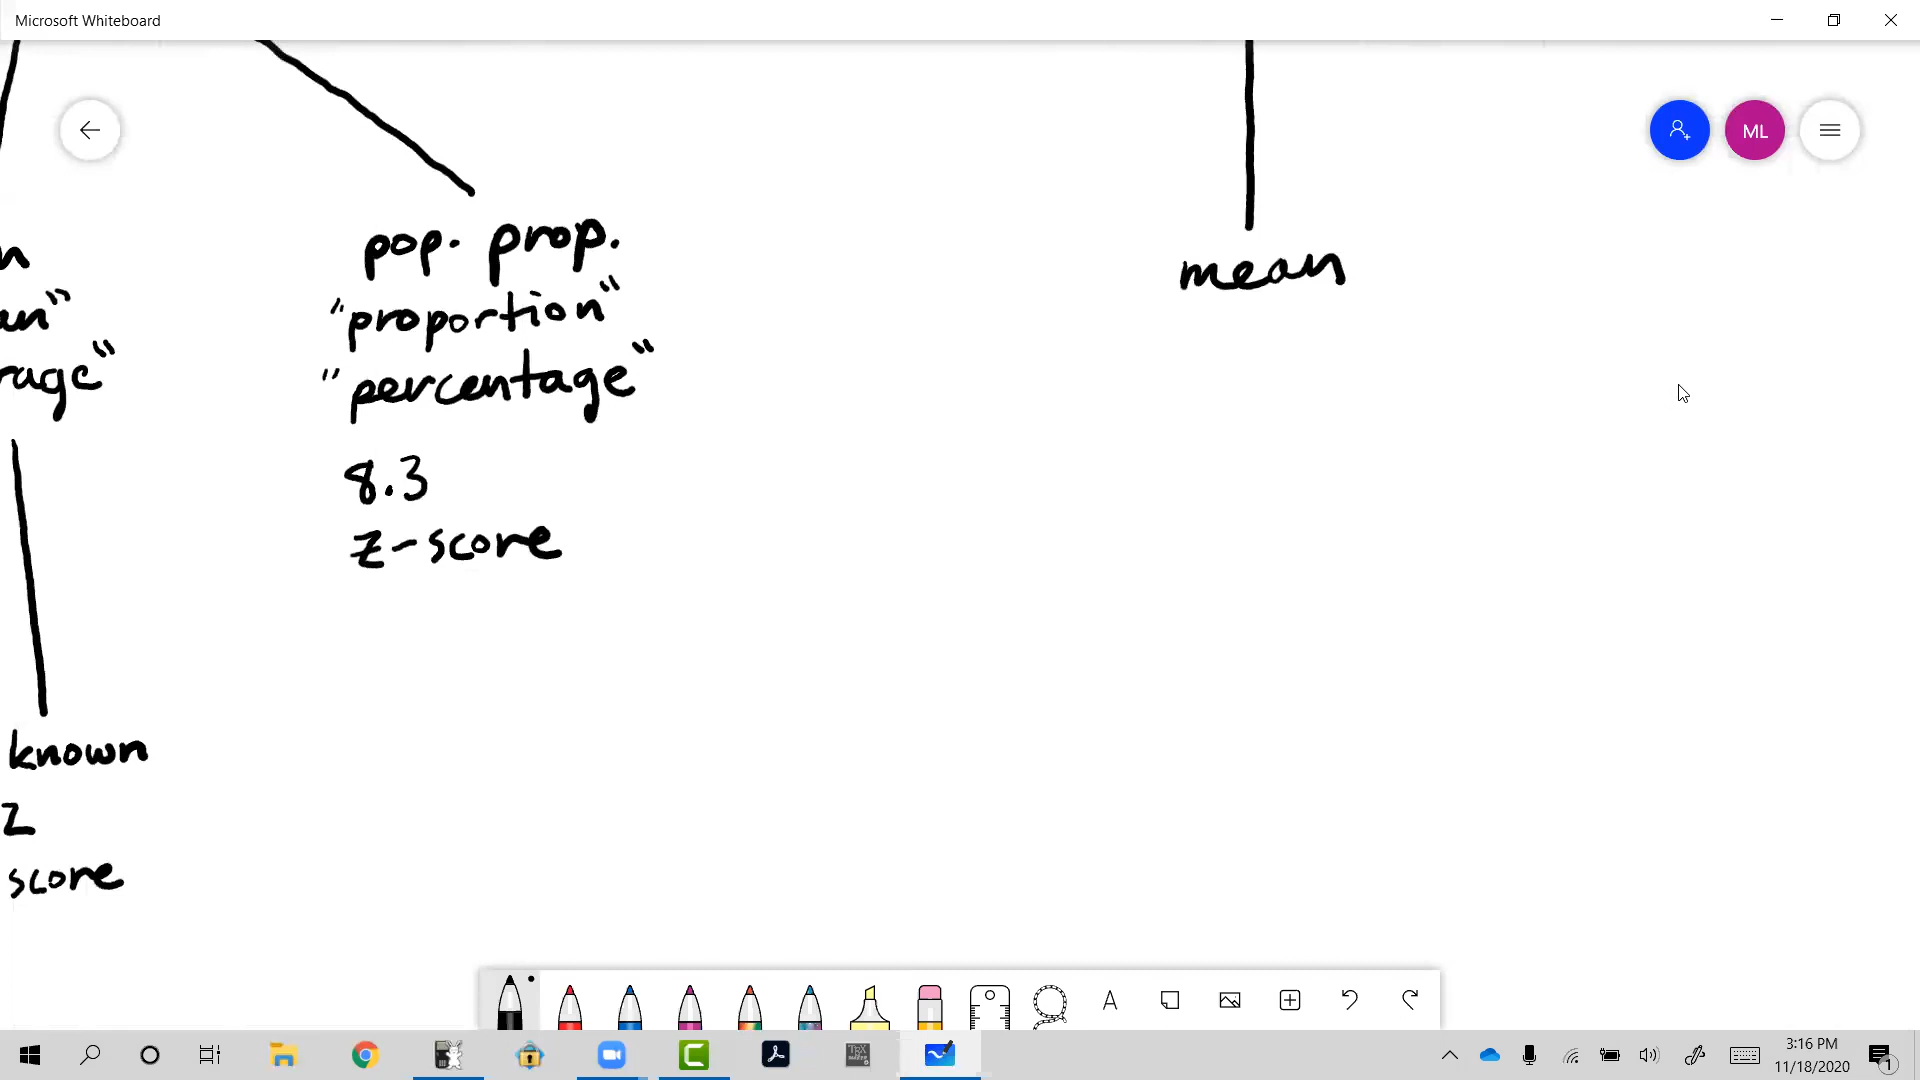 Microsoft Whiteboard
ML
pop. prop.
"proportion"
"percentage"
8.3
z-score
mean
known
score
3:16 PM
11/18/2020
1